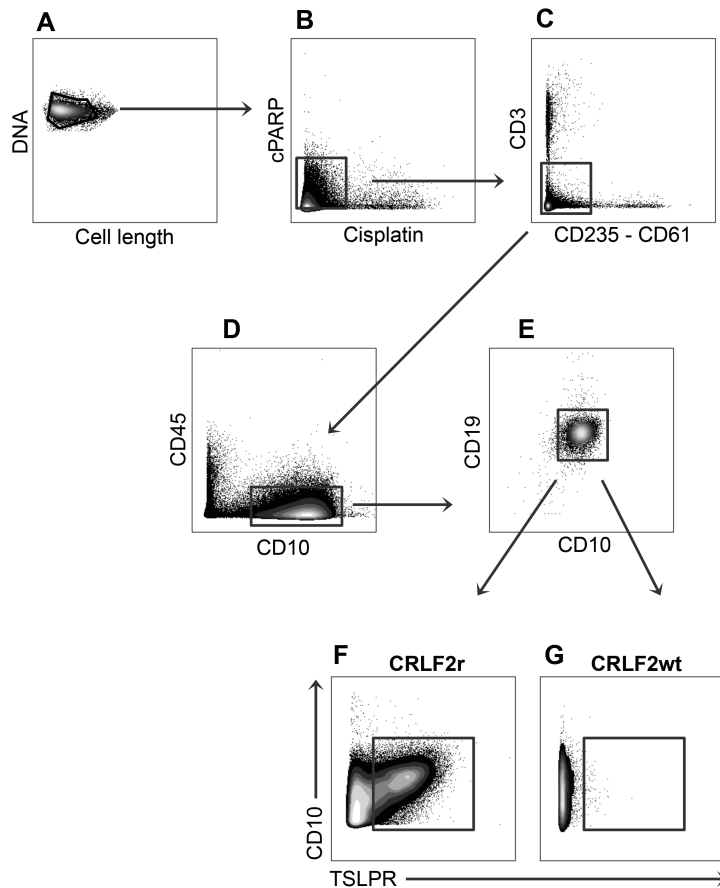 A
B
C
DNA
cPARP
CD3
Cell length
Cisplatin
CD235 - CD61
D
E
CD45
CD19
CD10
CD10
F
CRLF2r
G
CRLF2wt
CD10
TSLPR